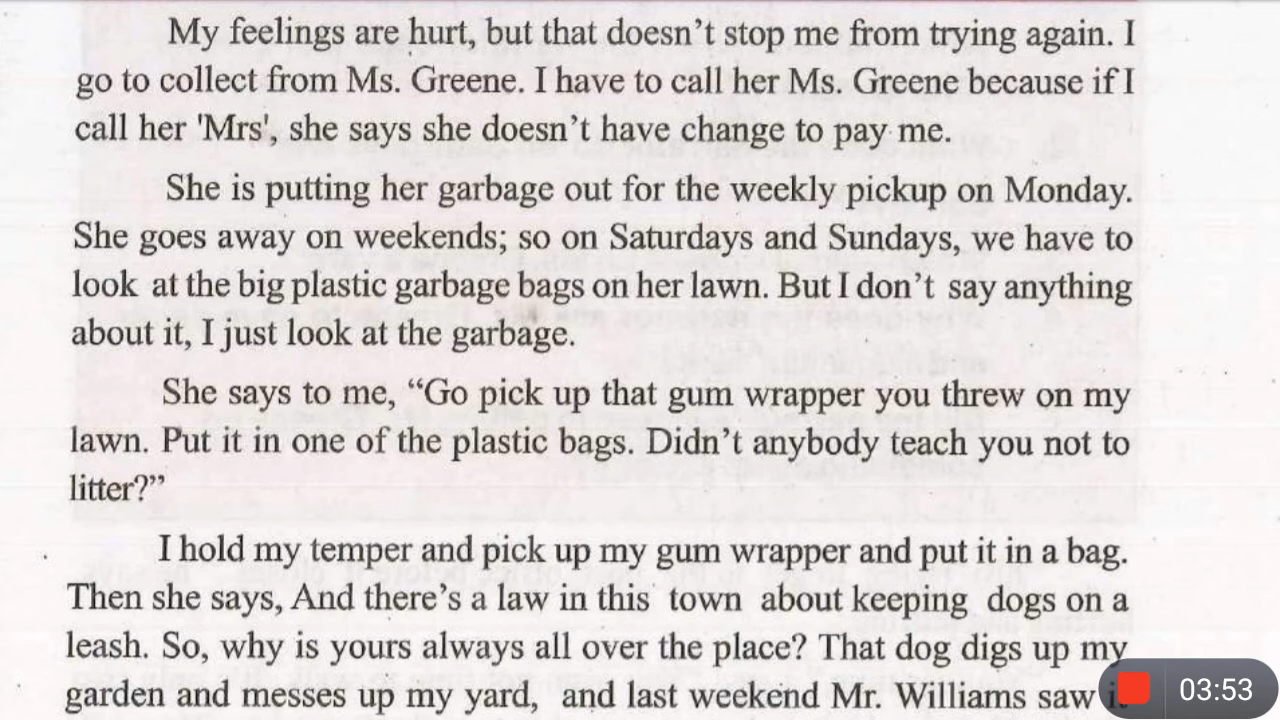 My feelings are hurt, but that doesn’t stop me from trying again. I
go to collect from Ms. Greene. I have to call her Ms. Greene because if I
call her 'Mrs', she says she doesn’t have change to pay me.
She is putting her garbage out for the weekly pickup on Monday.
She goes away on weekends; so on Saturdays and Sundays, we have to
look at the big plastic garbage bags on her lawn. But I don’t say anything
about it, I just look at the garbage.
She says to me, “Go pick up that gum wrapper you threw on my
lawn. Put it in one of the plastic bags. Didn’t anybody teach you not to
litter?”
I hold my temper and pick up my gum wrapper and put it in a bag.
Then she says, And there’s a law in this town about keeping dogs on a
leash. So, why is yours always all over the place? That dog digs up my
garden and messes up my yard, and last weekend Mr. Williams saw
03:53